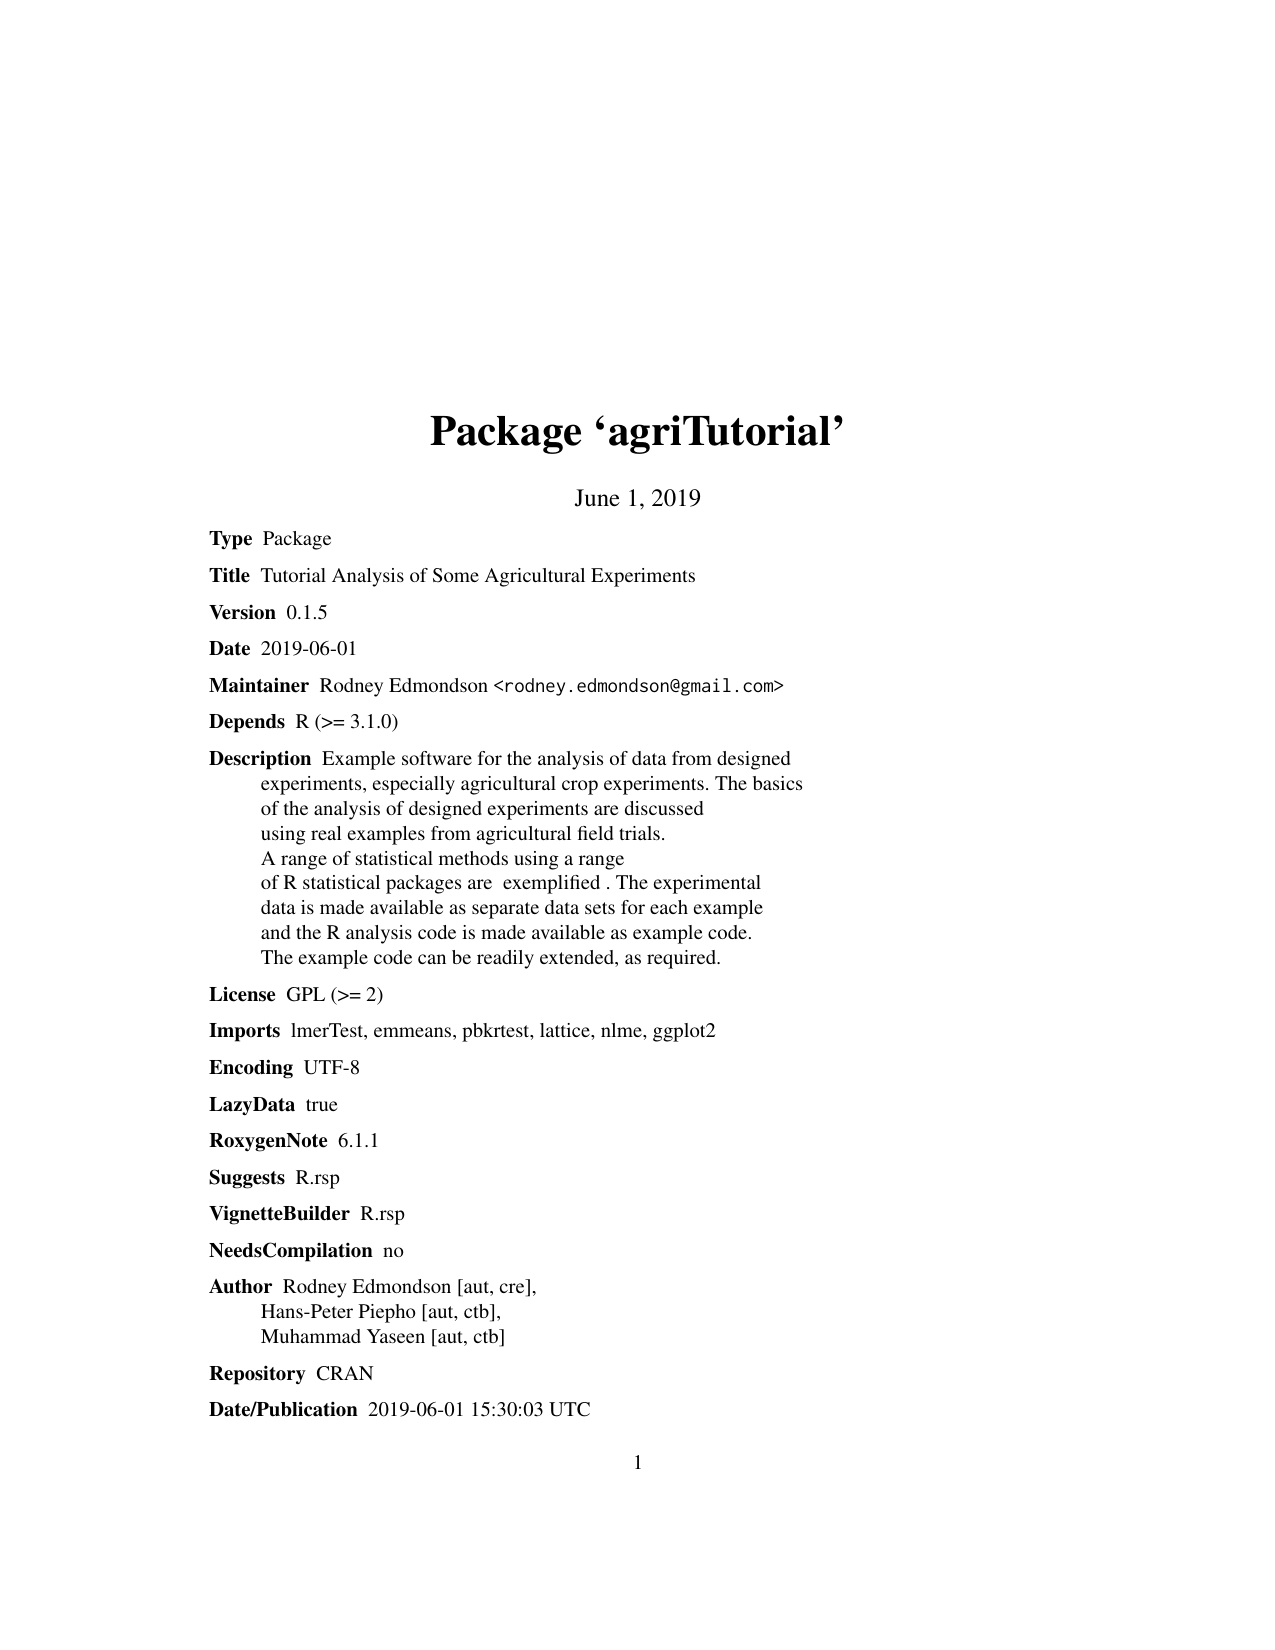 Package ‘agriTutorial’
June 1, 2019
Type Package
Title Tutorial Analysis of Some Agricultural Experiments
Version 0.1.5
Date 2019-06-01
Maintainer Rodney Edmondson <rodney.edmondson@gmail.com>
Depends R (>= 3.1.0)
Description Example software for the analysis of data from designed
experiments, especially agricultural crop experiments. The basics
of the analysis of designed experiments are discussed
using real examples from agricultural field trials.
A range of statistical methods using a range
of R statistical packages are exemplified . The experimental
data is made available as separate data sets for each example
and the R analysis code is made available as example code.
The example code can be readily extended, as required.
License GPL (>= 2)
Imports lmerTest, emmeans, pbkrtest, lattice, nlme, ggplot2
Encoding UTF-8
LazyData true
RoxygenNote 6.1.1
Suggests R.rsp
VignetteBuilder R.rsp
NeedsCompilation no
Author Rodney Edmondson [aut, cre],
Hans-Peter Piepho [aut, ctb],
Muhammad Yaseen [aut, ctb]
Repository CRAN
Date/Publication 2019-06-01 15:30:03 UTC
1